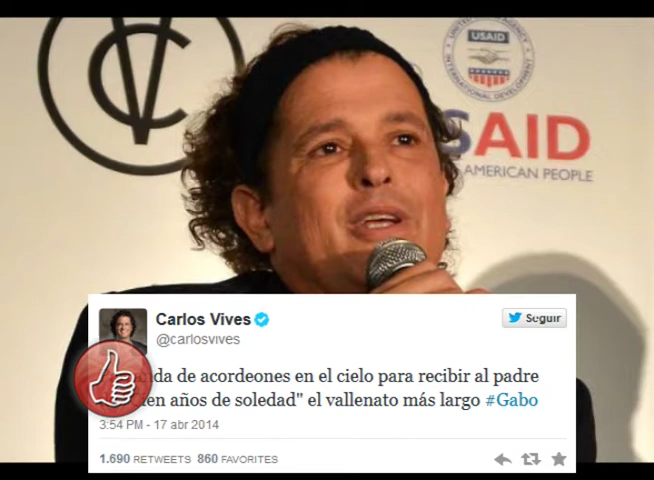 CV
USAID
UNITED STATES AGENCY
INTERNATIONAL DEVELOPMENT
SAID
AMERICAN PEOPLE
Carlos Vives
Seguir
@carlosvives
de acordeones en el cielo para recibir al padre
años de soledad" el vallenato más largo #Gabo
3:54 PM - 17 abr 2014
1.690 RETWEETS 860 FAVORITES